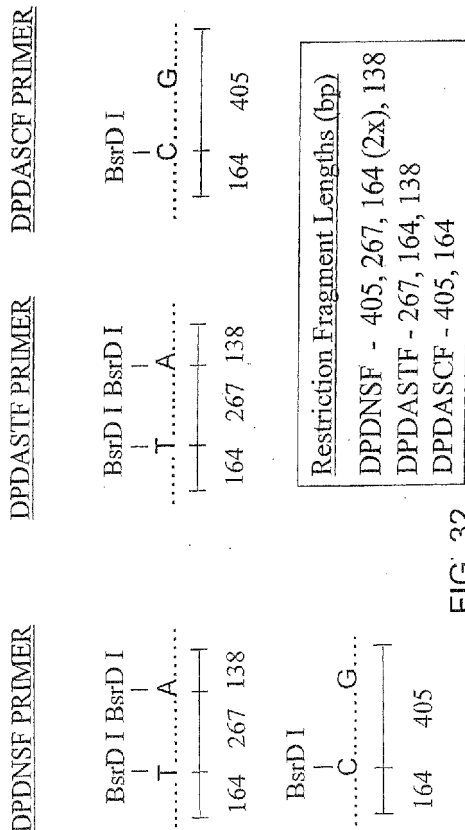 DPDNSF PRIMER
BsrD I BsrD I
.....T........A.....
164 267 138
BsrD I
.....C........G.....
164 405
DPDASTF PRIMER
BsrD I BsrD I
.....T........A.....
164 267 138
DPDASCF PRIMER
BsrD I
.....C........G.....
164 405
Restriction Fragment Lengths (bp)
DPDNSF - 405, 267, 164 (2x), 138
DPDASTF - 267, 164, 138
DPDASCF - 405, 164
FIG. 32